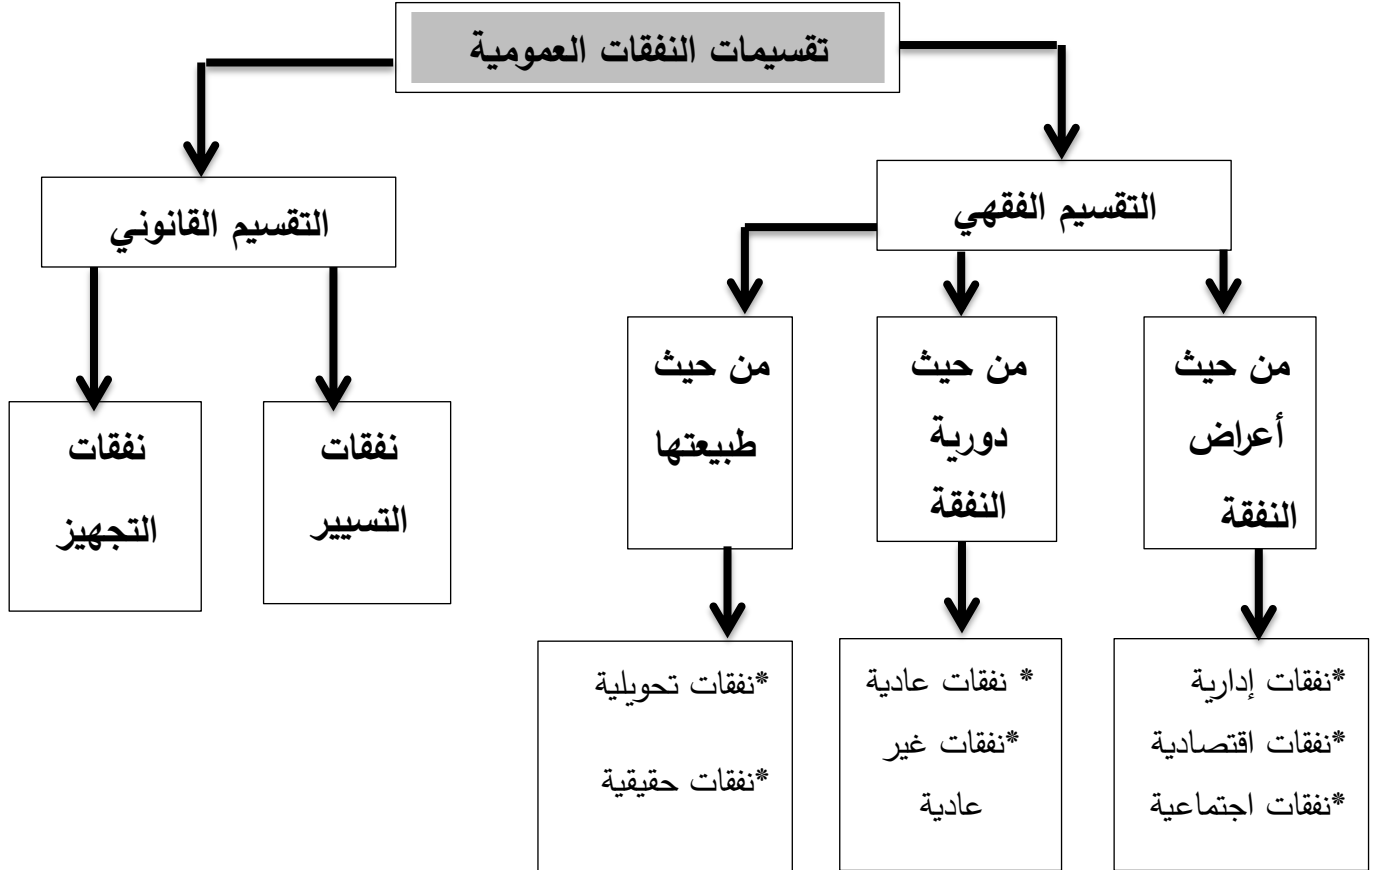 تقسيمات النفقات العمومية
التقسيم الفقهي
التقسيم القانوني
من حيث
أعراض
النفقة
من حيث
دورية
النفقة
من حيث
طبيعتها
نفقات
التسيير
نفقات
التجهيز
*نفقات إدارية
*نفقات اقتصادية
*نفقات اجتماعية
* نفقات عادية
*نفقات غير
عادية
*نفقات تحويلية
*نفقات حقيقية